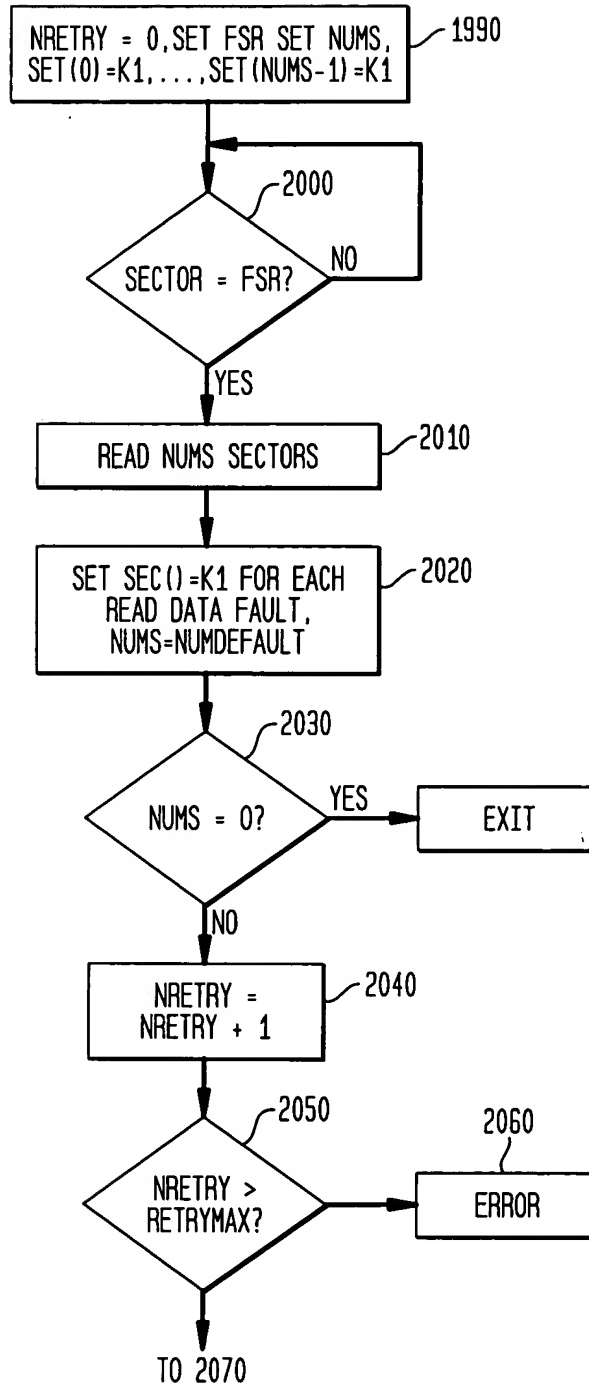 NRETRY = 0,SET FSR SET NUMS,
SET(0)=K1,...,SET(NUMS-1)=K1
1990
2000
SECTOR = FSR?
NO
YES
READ NUMS SECTORS
2010
SET SEC()=K1 FOR EACH
READ DATA FAULT,
NUMS=NUMDEFAULT
2020
2030
NUMS = 0?
YES
EXIT
NO
NRETRY =
NRETRY + 1
2040
2050
NRETRY >
RETRYMAX?
2060
ERROR
TO 2070